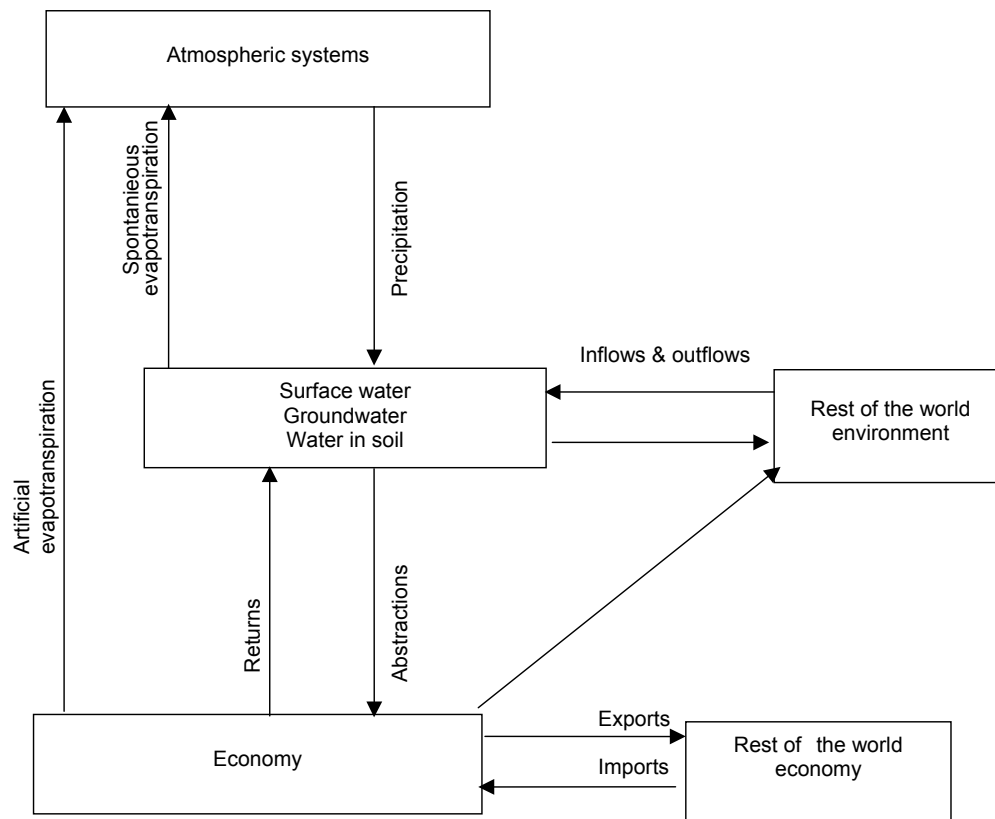 Atmospheric systems
Spontanieous
evapotranspiration
Precipitation
Inflows & outflows
Surface water
Groundwater
Water in soil
Rest of the world
environment
Artificial
evapotranspiration
Returns
Abstractions
Exports
Economy
Rest of the world
economy
Imports